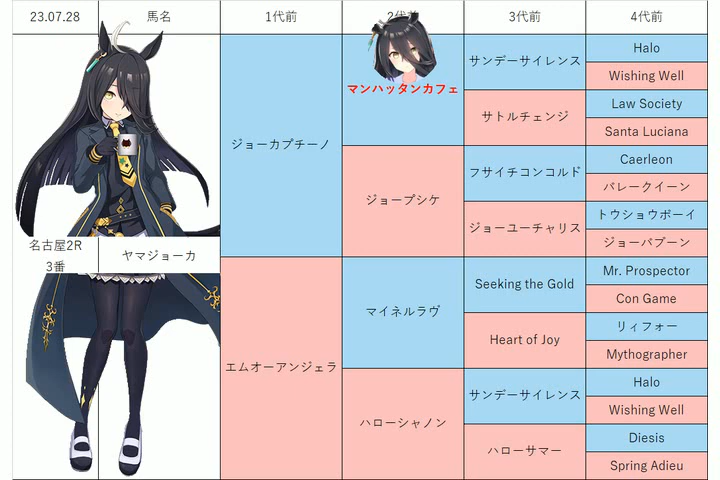 23.07.28 馬名 1代前 2代前 3代前 4代前
名古屋2R
3番
ヤマジョーカ
ジョーカプチーノ
エムオーアンジェラ
マンハッタンカフェ
ジョープシケ
マイネルラヴ
ハローシャノン
サンデーサイレンス
サトルチェンジ
フサイチコンコルド
ジョーユーチャリス
Seeking the Gold
Heart of Joy
サンデーサイレンス
ハローサマー
Halo
Wishing Well
Law Society
Santa Luciana
Caerleon
バレークイーン
トウショウボーイ
ジョーバブーン
Mr. Prospector
Con Game
リィフォー
Mythographer
Halo
Wishing Well
Diesis
Spring Adieu